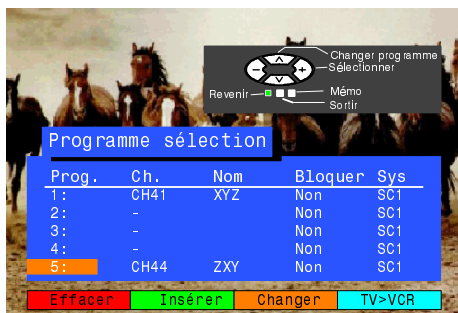 Changer programme
Sélectionner
Revenir
Mémo
Sortir
Programme sélection
Prog. Ch. Nom Bloquer Sys
1: CH41 XYZ Non SC1
2: - Non SC1
3: - Non SC1
4: - Non SC1
5: CH44 ZXY Non SC1
Effacer Insérer Changer TV>VCR